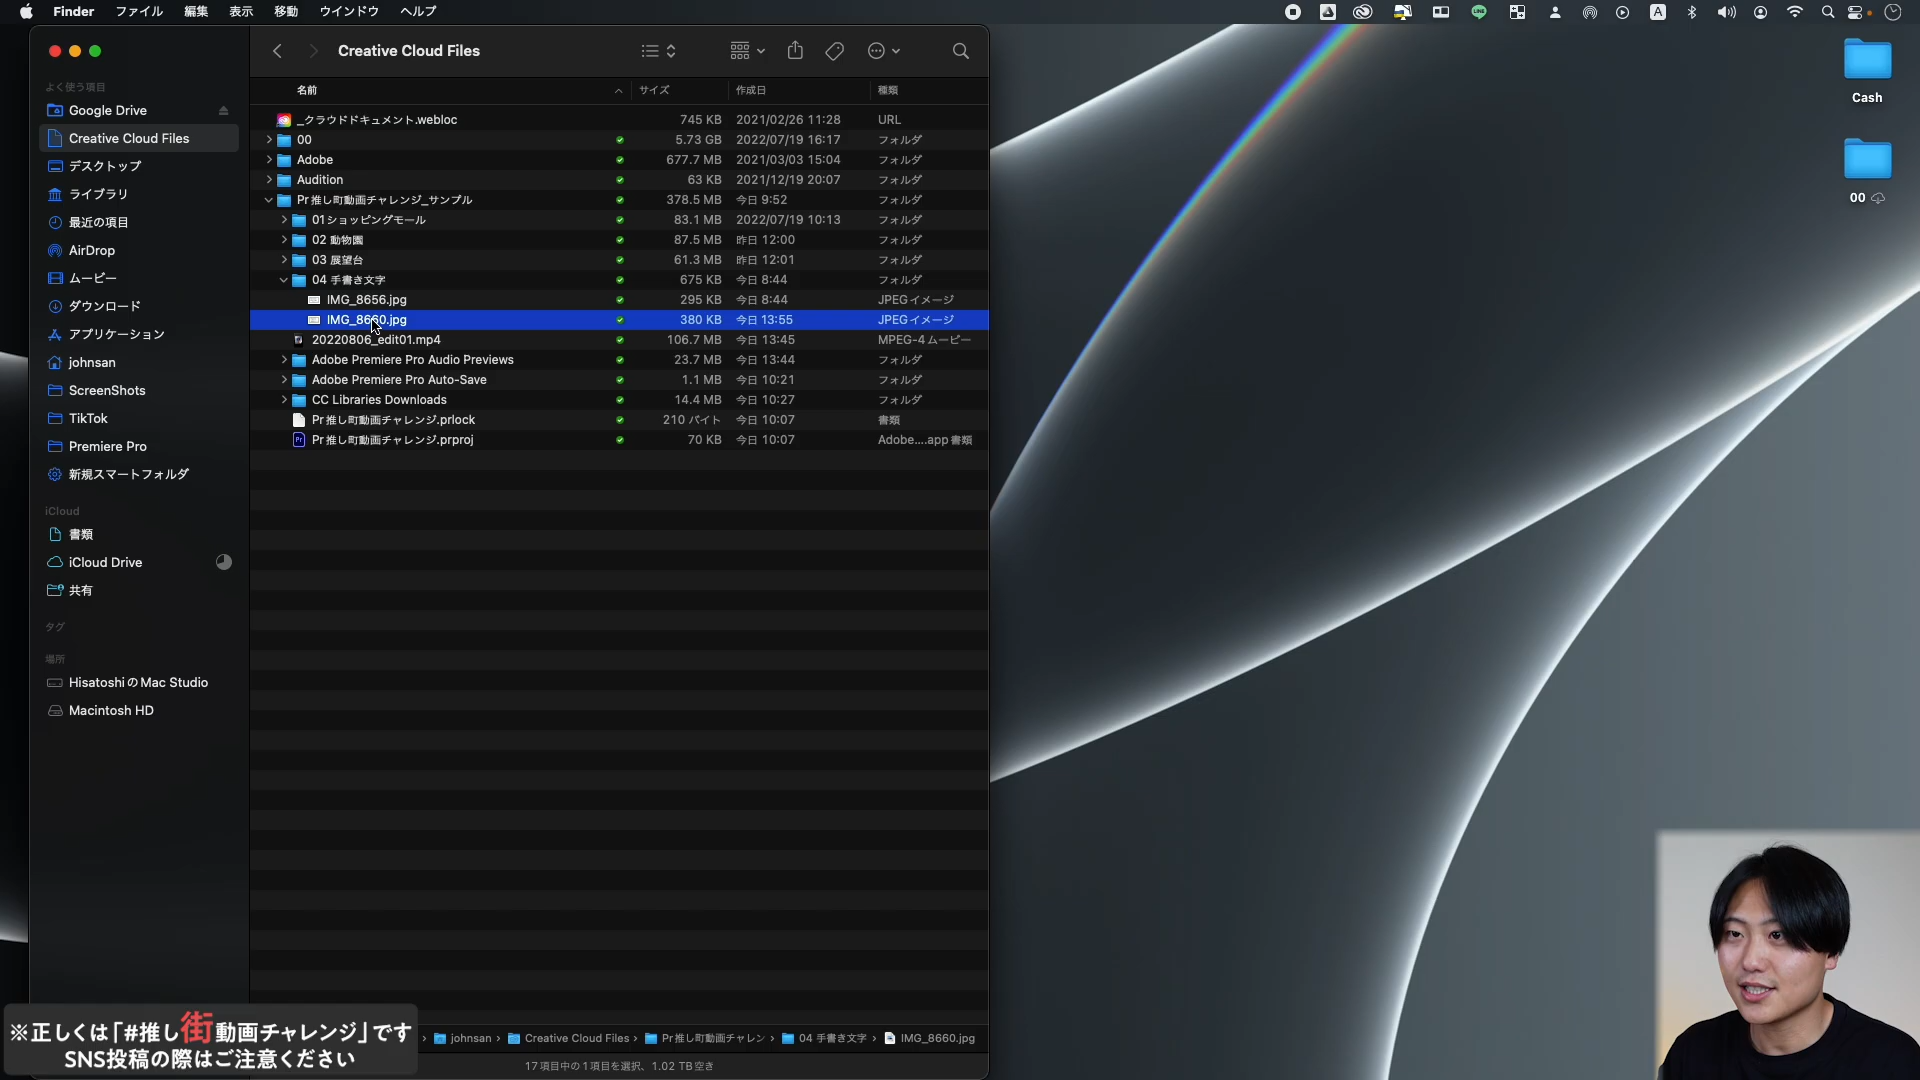 Finder ファイル 編集 表示 移動 ウインドウ ヘルプ
Creative Cloud Files
よく使う項目
Google Drive
Creative Cloud Files
デスクトップ
ライブラリ
最近の項目
AirDrop
ムービー
ダウンロード
アプリケーション
johnsan
ScreenShots
TikTok
Premiere Pro
新規スマートフォルダ
iCloud
書類
iCloud Drive
共有
タグ
場所
HisatoshiのMac Studio
Macintosh HD
名前 サイズ 作成日 種類
_クラウドドキュメント.webloc 745 KB 2021/02/26 11:28 URL
00 5.73 GB 2022/07/19 16:17 フォルダ
Adobe 677.7 MB 2021/03/03 15:04 フォルダ
Audition 63 KB 2021/12/19 20:07 フォルダ
Pr推し町動画チャレンジ_サンプル 378.5 MB 今日 9:52 フォルダ
01ショッピングモール 83.1 MB 2022/07/19 10:13 フォルダ
02 動物園 87.5 MB 昨日 12:00 フォルダ
03 展望台 61.3 MB 昨日 12:01 フォルダ
04 手書き文字 675 KB 今日 8:44 フォルダ
IMG_8656.jpg 295 KB 今日 8:44 JPEGイメージ
IMG_8660.jpg 380 KB 今日 13:55 JPEGイメージ
20220806_edit01.mp4 106.7 MB 今日 13:45 MPEG-4ムービー
Adobe Premiere Pro Audio Previews 23.7 MB 今日 13:44 フォルダ
Adobe Premiere Pro Auto-Save 1.1 MB 今日 10:21 フォルダ
CC Libraries Downloads 14.4 MB 今日 10:27 フォルダ
Pr推し町動画チャレンジ.prlock 210 バイト 今日 10:07 書類
Pr推し町動画チャレンジ.prproj 70 KB 今日 10:07 Adobe....app書類
johnsan › Creative Cloud Files › Pr推し町動画チャレン › 04 手書き文字 › IMG_8660.jpg
17項目中の1項目を選択、1.02 TB空き
Cash
00
※正しくは「#推し街動画チャレンジ」です
SNS投稿の際はご注意ください